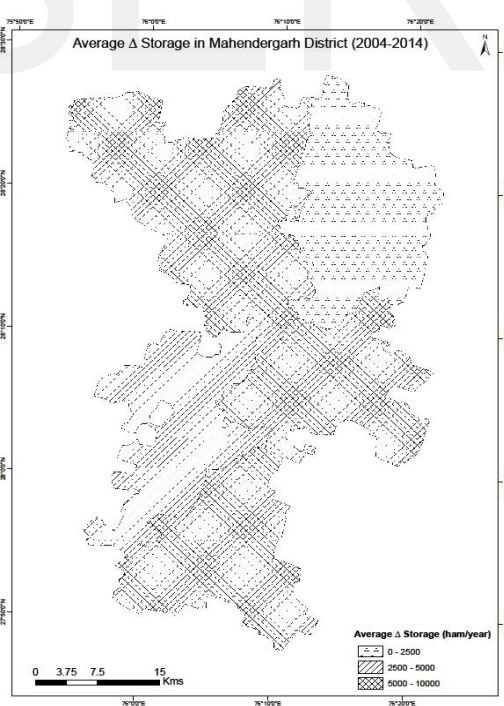 75°50'0"E 76°0'0"E 76°10'0"E 76°20'0"E
Average Δ Storage in Mahendergarh District (2004-2014)
N
28°20'0"N
28°10'0"N
28°0'0"N
27°50'0"N
Average Δ Storage (ham/year)
0 - 2500
2500 - 5000
5000 - 10000
0 3.75 7.5 15
Kms
76°0'0"E 76°10'0"E 76°20'0"E